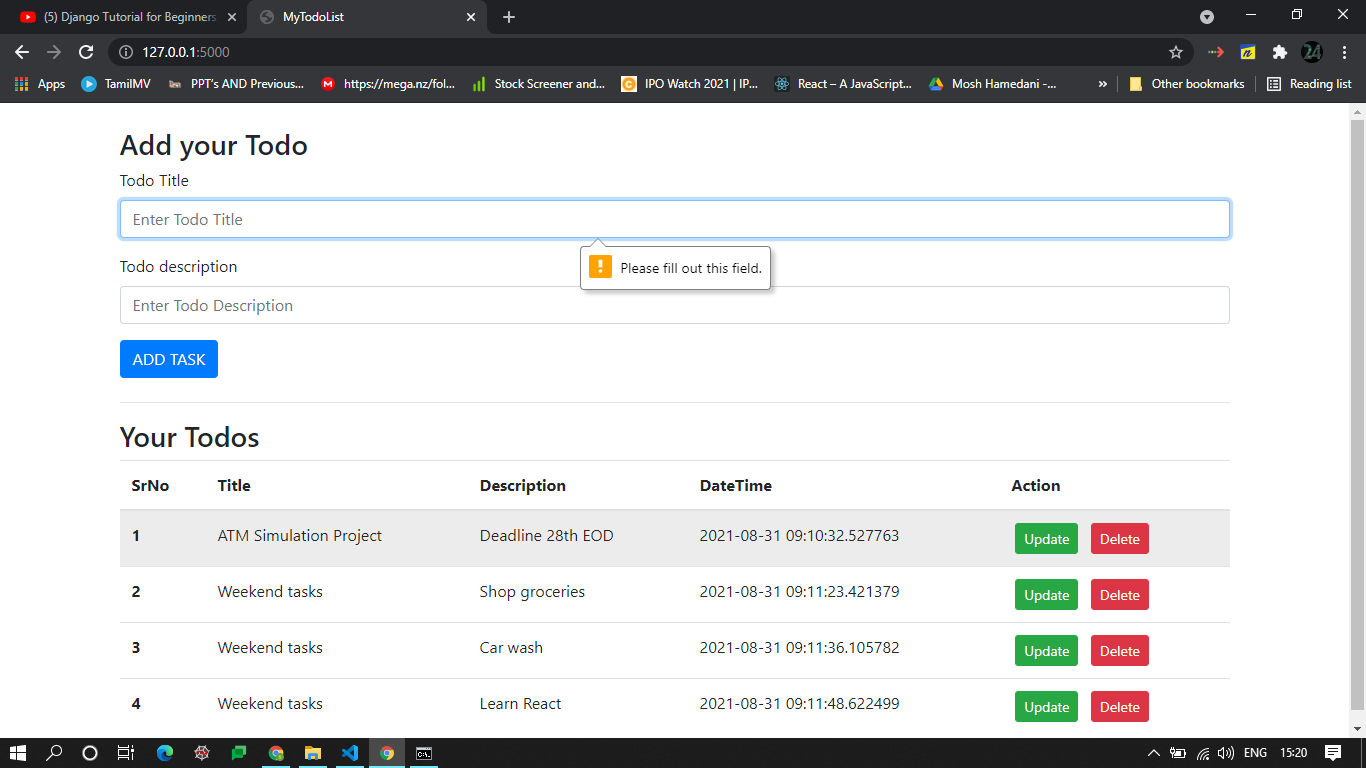 (5) Django Tutorial for Beginners
MyTodoList
127.0.0.1:5000
24
Apps
TamilMV
PPT's AND Previous...
https://mega.nz/fol...
Stock Screener and...
IPO Watch 2021 | IP...
React – A JavaScript...
Mosh Hamedani -...
»
Other bookmarks
Reading list
Add your Todo
Todo Title
Enter Todo Title
Please fill out this field.
Todo description
Enter Todo Description
ADD TASK
Your Todos
SrNo Title Description DateTime Action
1 ATM Simulation Project Deadline 28th EOD 2021-08-31 09:10:32.527763 Update Delete
2 Weekend tasks Shop groceries 2021-08-31 09:11:23.421379 Update Delete
3 Weekend tasks Car wash 2021-08-31 09:11:36.105782 Update Delete
4 Weekend tasks Learn React 2021-08-31 09:11:48.622499 Update Delete
ENG 15:20